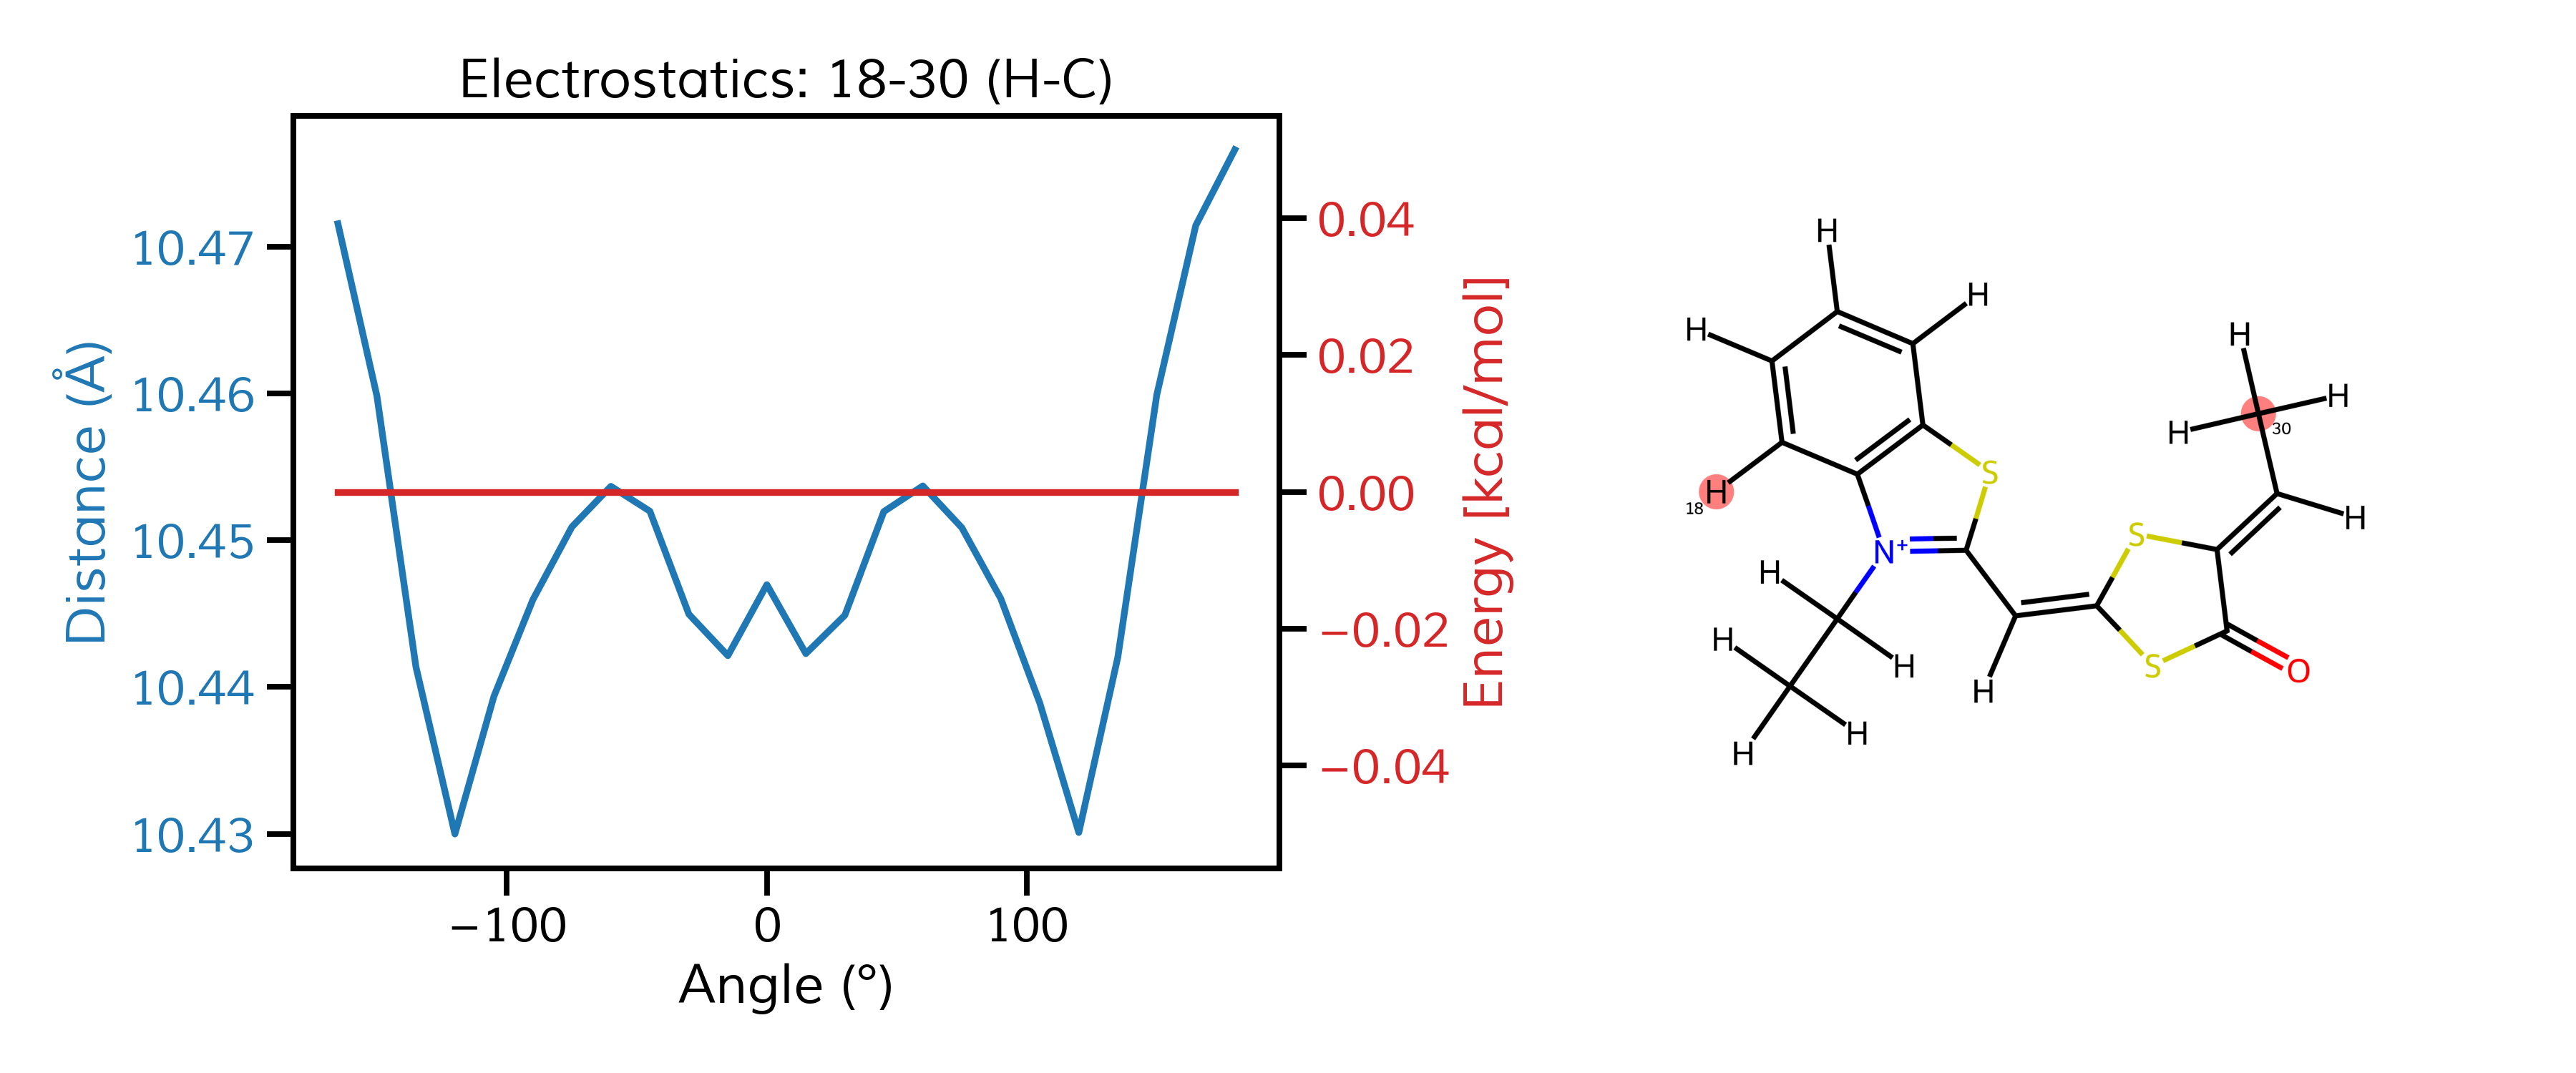 Electrostatics: 18-30 (H-C)
Distance (Å)
10.47
10.46
10.45
10.44
10.43
−100
0
100
Angle (°)
0.04
0.02
0.00
−0.02
−0.04
Energy [kcal/mol]
H
H
H
H
18
S
N+
H
H
H
H
H
H
S
S
O
H
H
H
30
H